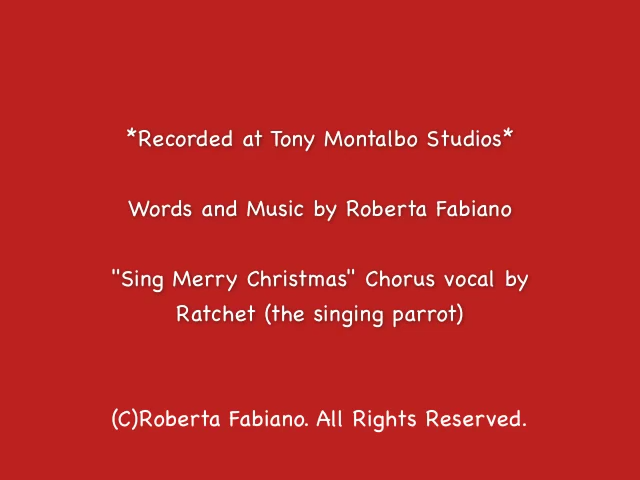 *Recorded at Tony Montalbo Studios*
Words and Music by Roberta Fabiano
"Sing Merry Christmas" Chorus vocal by
Ratchet (the singing parrot)
(C)Roberta Fabiano. All Rights Reserved.